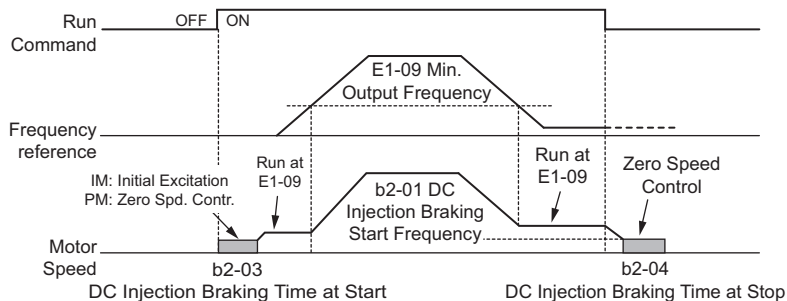 Run
Command
OFF
ON
E1-09 Min.
Output Frequency
Frequency
reference
IM: Initial Excitation
PM: Zero Spd. Contr.
Run at
E1-09
b2-01 DC
Injection Braking
Start Frequency
Run at
E1-09
Zero Speed
Control
Motor
Speed
b2-03
DC Injection Braking Time at Start
b2-04
DC Injection Braking Time at Stop